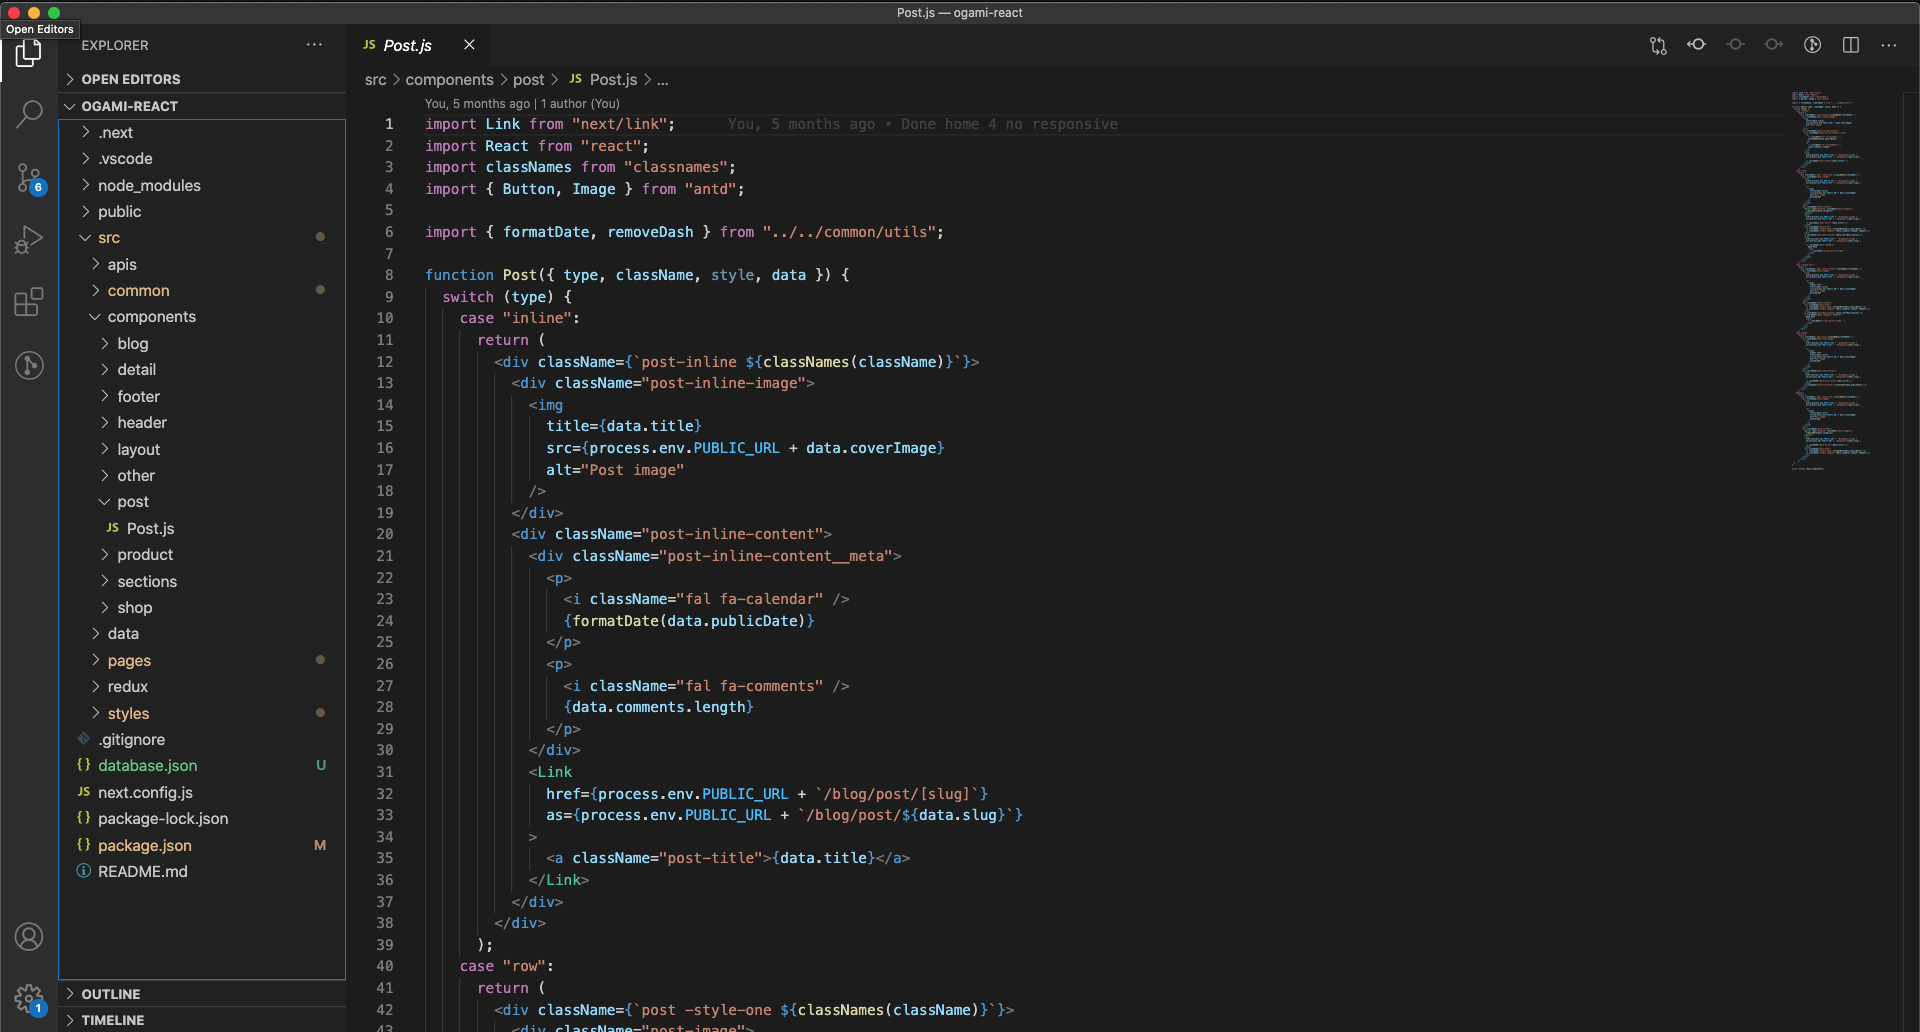 Post.js — ogami-react
Open Editors
EXPLORER
OPEN EDITORS
OGAMI-REACT
.next
.vscode
node_modules
public
src
apis
common
components
blog
detail
footer
header
layout
other
post
JS Post.js
product
sections
shop
data
pages
redux
styles
.gitignore
{} database.json U
JS next.config.js
{} package-lock.json
{} package.json M
README.md
OUTLINE
TIMELINE
6
1
JS Post.js
src > components > post > JS Post.js > ...
You, 5 months ago | 1 author (You)
1 import Link from "next/link"; You, 5 months ago • Done home 4 no responsive
2 import React from "react";
3 import classNames from "classnames";
4 import { Button, Image } from "antd";
5
6 import { formatDate, removeDash } from "../../common/utils";
7
8 function Post({ type, className, style, data }) {
9 switch (type) {
10 case "inline":
11 return (
12 <div className={`post-inline ${classNames(className)}`}>
13 <div className="post-inline-image">
14 <img
15 title={data.title}
16 src={process.env.PUBLIC_URL + data.coverImage}
17 alt="Post image"
18 />
19 </div>
20 <div className="post-inline-content">
21 <div className="post-inline-content__meta">
22 <p>
23 <i className="fal fa-calendar" />
24 {formatDate(data.publicDate)}
25 </p>
26 <p>
27 <i className="fal fa-comments" />
28 {data.comments.length}
29 </p>
30 </div>
31 <Link
32 href={process.env.PUBLIC_URL + `/blog/post/[slug]`}
33 as={process.env.PUBLIC_URL + `/blog/post/${data.slug}`}
34 >
35 <a className="post-title">{data.title}</a>
36 </Link>
37 </div>
38 </div>
39 );
40 case "row":
41 return (
42 <div className={`post -style-one ${classNames(className)}`}>
43 <div className="post-image">